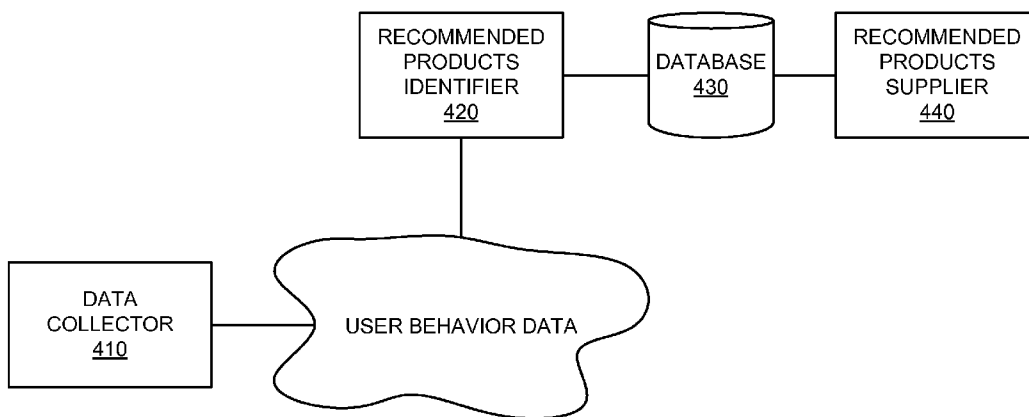 RECOMMENDED
PRODUCTS
IDENTIFIER
420
DATABASE
430
RECOMMENDED
PRODUCTS
SUPPLIER
440
DATA
COLLECTOR
410
USER BEHAVIOR DATA